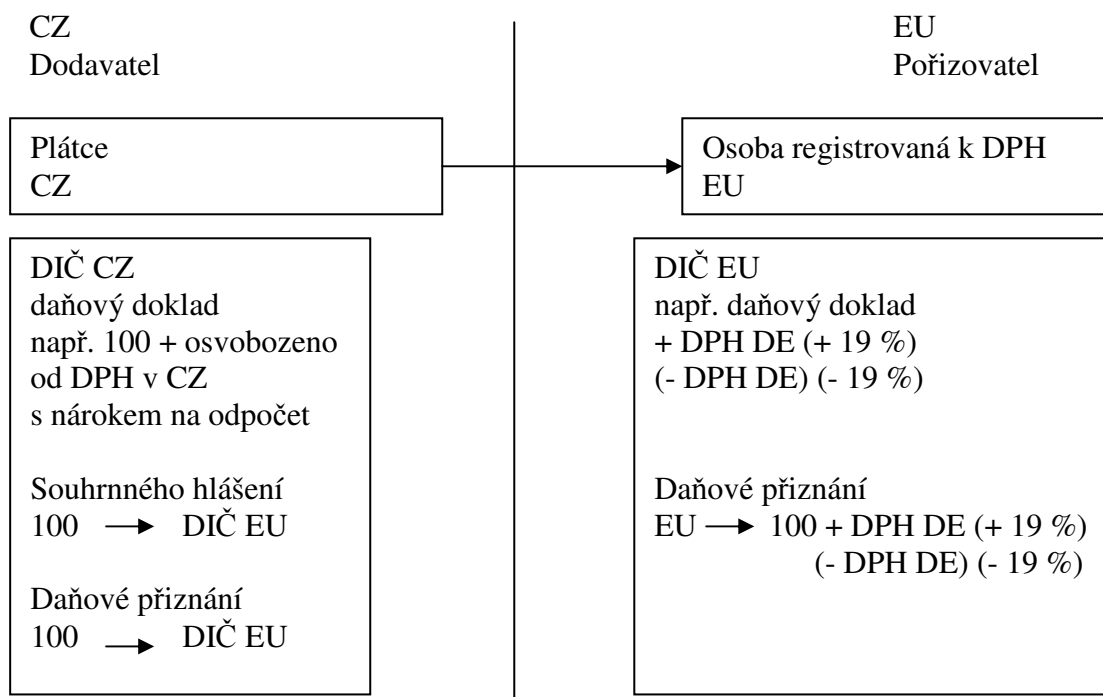 CZ
Dodavatel
EU
Pořizovatel
Plátce
CZ
Osoba registrovaná k DPH
EU
DIČ CZ
daňový doklad
např. 100 + osvobozeno
od DPH v CZ
s nárokem na odpočet
Souhrnného hlášení
100 → DIČ EU
Daňové přiznání
100 → DIČ EU
DIČ EU
např. daňový doklad
+ DPH DE (+ 19 %)
(- DPH DE) (- 19 %)
Daňové přiznání
EU → 100 + DPH DE (+ 19 %)
(- DPH DE) (- 19 %)